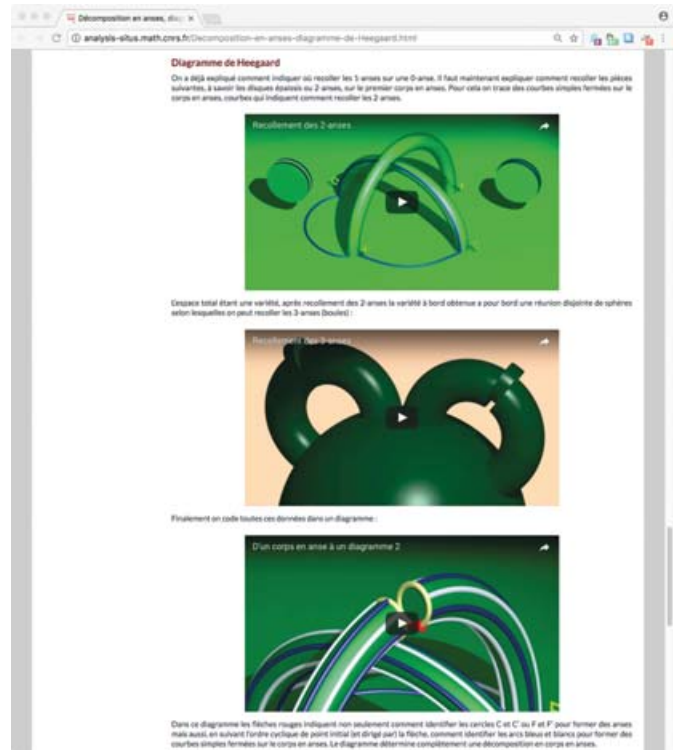 Décomposition en anses, diag
analysis-situs.math.cnrs.fr/Decomposition-en-anses-diagramme-de-Heegaard.html
Diagramme de Heegaard
On a déjà expliqué comment indiquer où recoller les 1-anses sur une 0-anse. Il faut maintenant expliquer comment recoller les pièces
suivantes, à savoir les disques épaissis ou 2-anses, sur le premier corps en anses. Pour cela on trace des courbes simples fermées sur le
corps en anses, courbes qui indiquent comment recoller les 2-anses.
Recollement des 2-anses
L'espace total étant une variété, après recollement des 2-anses la variété à bord obtenue a pour bord une réunion disjointe de sphères
selon lesquelles on peut recoller les 3-anses (boules) :
Recollement des 3-anses
Finalement on code toutes ces données dans un diagramme :
D'un corps en anse à un diagramme 2
Dans ce diagramme les flèches rouges indiquent non seulement comment identifier les cercles C et C' ou F et F' pour former des anses
mais aussi, en suivant l'ordre cyclique de point initial (et dirigé par) la flèche, comment identifier les arcs bleus et blancs pour former des
courbes simples fermées sur le corps en anses. Le diagramme détermine complètement une décomposition en corps en anses.